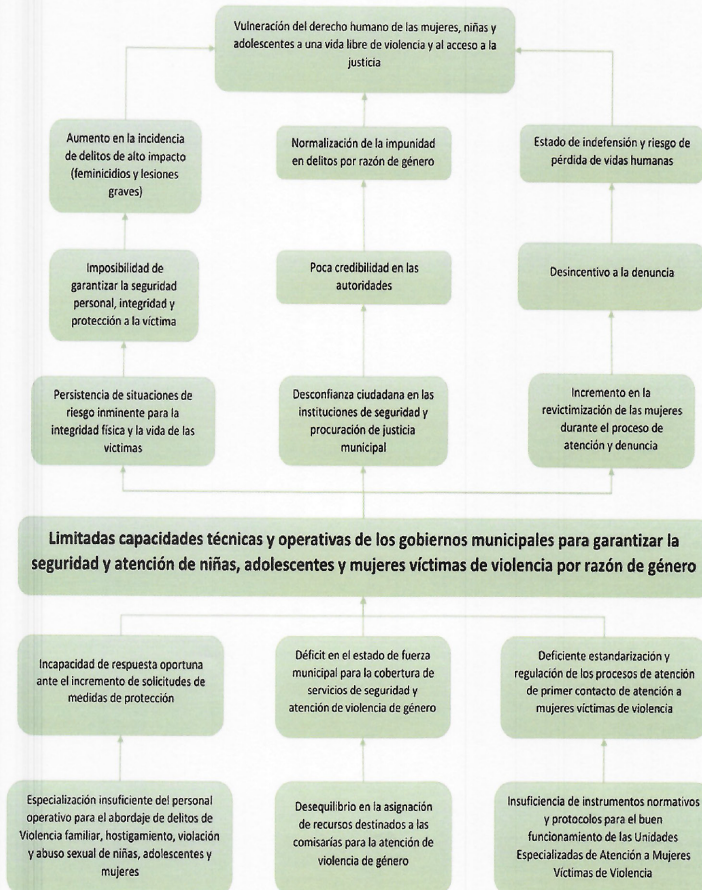 Vulneración del derecho humano de las mujeres, niñas y
adolescentes a una vida libre de violencia y al acceso a la
justicia
Aumento en la incidencia
de delitos de alto impacto
(feminicidios y lesiones
graves)
Normalización de la impunidad
en delitos por razón de género
Estado de indefensión y riesgo de
pérdida de vidas humanas
Imposibilidad de
garantizar la seguridad
personal, integridad y
protección a la víctima
Poca credibilidad en las
autoridades
Desincentivo a la denuncia
Persistencia de situaciones de
riesgo inminente para la
integridad física y la vida de las
víctimas
Desconfianza ciudadana en las
instituciones de seguridad y
procuración de justicia
municipal
Incremento en la
revictimización de las mujeres
durante el proceso de
atención y denuncia
Limitadas capacidades técnicas y operativas de los gobiernos municipales para garantizar la
seguridad y atención de niñas, adolescentes y mujeres víctimas de violencia por razón de género
Incapacidad de respuesta oportuna
ante el incremento de solicitudes de
medidas de protección
Déficit en el estado de fuerza
municipal para la cobertura de
servicios de seguridad y
atención de violencia de género
Deficiente estandarización y
regulación de los procesos de atención
de primer contacto de atención a
mujeres víctimas de violencia
Especialización insuficiente del personal
operativo para el abordaje de delitos de
Violencia familiar, hostigamiento, violación
y abuso sexual de niñas, adolescentes y
mujeres
Desequilibrio en la asignación
de recursos destinados a las
comisarías para la atención de
violencia de género
Insuficiencia de instrumentos normativos
y protocolos para el buen
funcionamiento de las Unidades
Especializadas de Atención a Mujeres
Víctimas de Violencia